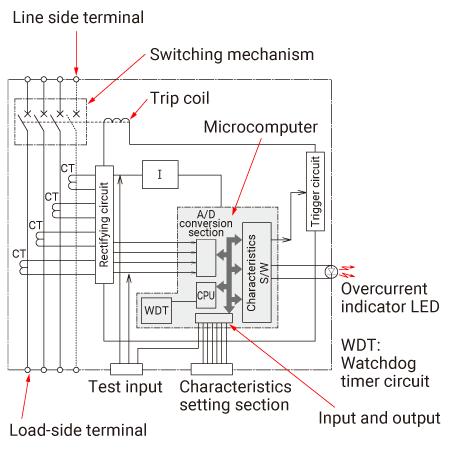 Line side terminal
Switching mechanism
Trip coil
Microcomputer
CT
CT
CT
CT
Rectifying circuit
I
Trigger circuit
A/D
conversion
section
Characteristics
S/W
CPU
WDT
Overcurrent
indicator LED
WDT:
Watchdog
timer circuit
Test input
Characteristics
setting section
Input and output
Load-side terminal